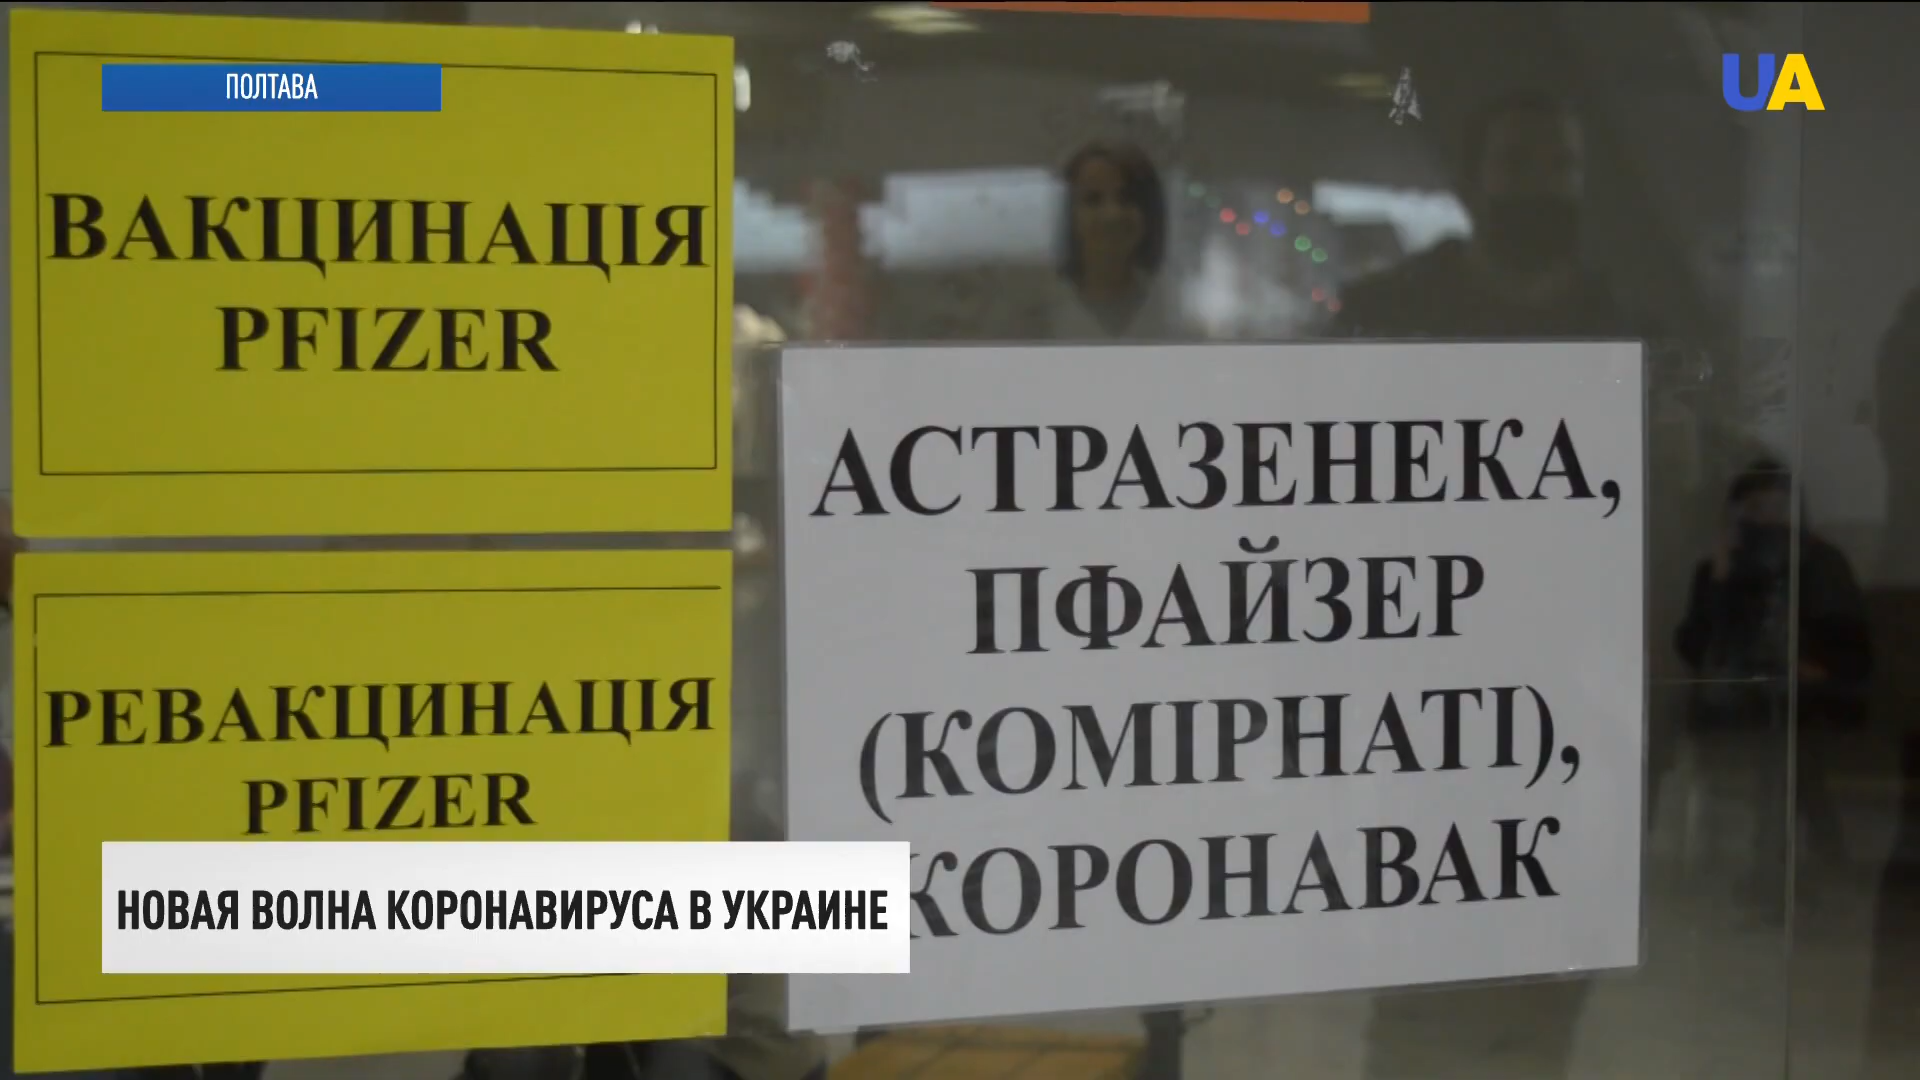 ПОЛТАВА
UA
ВАКЦИНАЦІЯ
PFIZER
РЕВАКЦИНАЦІЯ
PFIZER
АСТРАЗЕНЕКА,
ПФАЙЗЕР
(КОМІРНАТІ),
КОРОНАВАК
НОВАЯ ВОЛНА КОРОНАВИРУСА В УКРАИНЕ